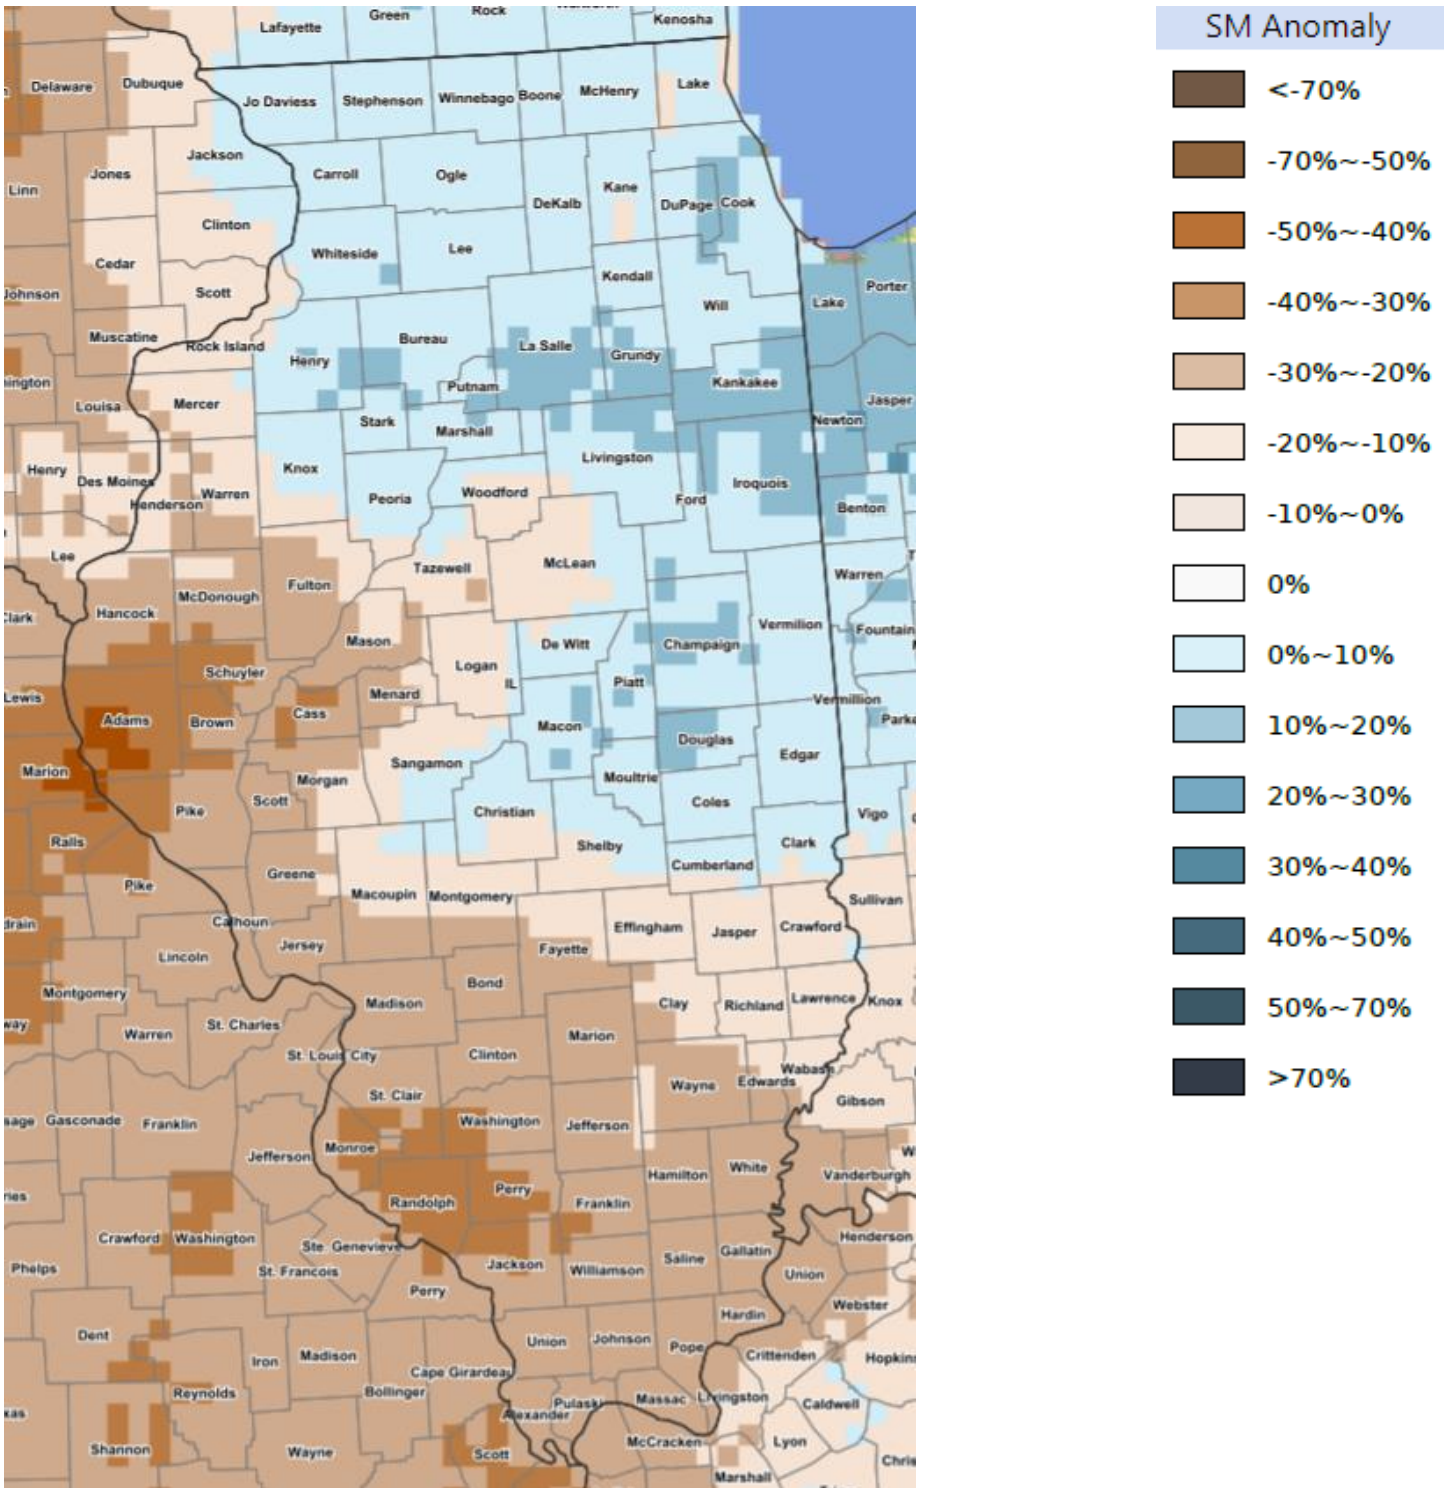 Lafayette
Green
Rock
Kenosha
SM Anomaly
Delaware
Dubuque
Jo Daviess
Stephenson
Winnebago
Boone
McHenry
Lake
<-70%
-70%~-50%
Jackson
Jones
Linn
Carroll
Ogle
Kane
DeKalb
DuPage
Cook
Clinton
-50%~-40%
Whiteside
Lee
Cedar
Scott
Kendall
Johnson
Will
Lake
Porter
-40%~-30%
Muscatine
Rock Island
Henry
Bureau
La Salle
Grundy
Kankakee
Putnam
-30%~-20%
Louisa
Mercer
Stark
Marshall
Newton
Jasper
-20%~-10%
Henry
Des Moines
Henderson
Warren
Knox
Peoria
Woodford
Livingston
Ford
Iroquois
Benton
-10%~0%
Lee
Tazewell
McLean
Warren
Fulton
McDonough
Hancock
0%
Clark
Mason
De Witt
Champaign
Vermilion
Fountain
0%~10%
Schuyler
Logan
IL
Piatt
Lewis
Menard
Vermillion
Adams
Brown
Cass
Macon
Douglas
Parke
10%~20%
Marion
Morgan
Sangamon
Moultrie
Edgar
Pike
Scott
Christian
Coles
Vigo
20%~30%
Ralls
Shelby
Clark
Cumberland
30%~40%
Pike
Greene
Macoupin
Montgomery
Sullivan
Calhoun
Effingham
Jasper
Crawford
40%~50%
Lincoln
Jersey
Fayette
Montgomery
Madison
Bond
Clay
Richland
Lawrence
Knox
50%~70%
Warren
St. Charles
Marion
St. Louis City
Clinton
Wabash
>70%
St. Clair
Wayne
Edwards
Gibson
Gasconade
Franklin
Washington
Jefferson
Jefferson
Monroe
Hamilton
White
Vanderburgh
Randolph
Perry
Franklin
Crawford
Washington
Ste. Genevieve
Henderson
Phelps
St. Francois
Jackson
Williamson
Saline
Gallatin
Union
Perry
Webster
Dent
Hardin
Union
Johnson
Pope
Iron
Madison
Crittenden
Cape Girardeau
Reynolds
Bollinger
Pulaski
Massac
Livingston
Caldwell
Alexander
Shannon
Wayne
Scott
McCracken
Lyon
Marshall